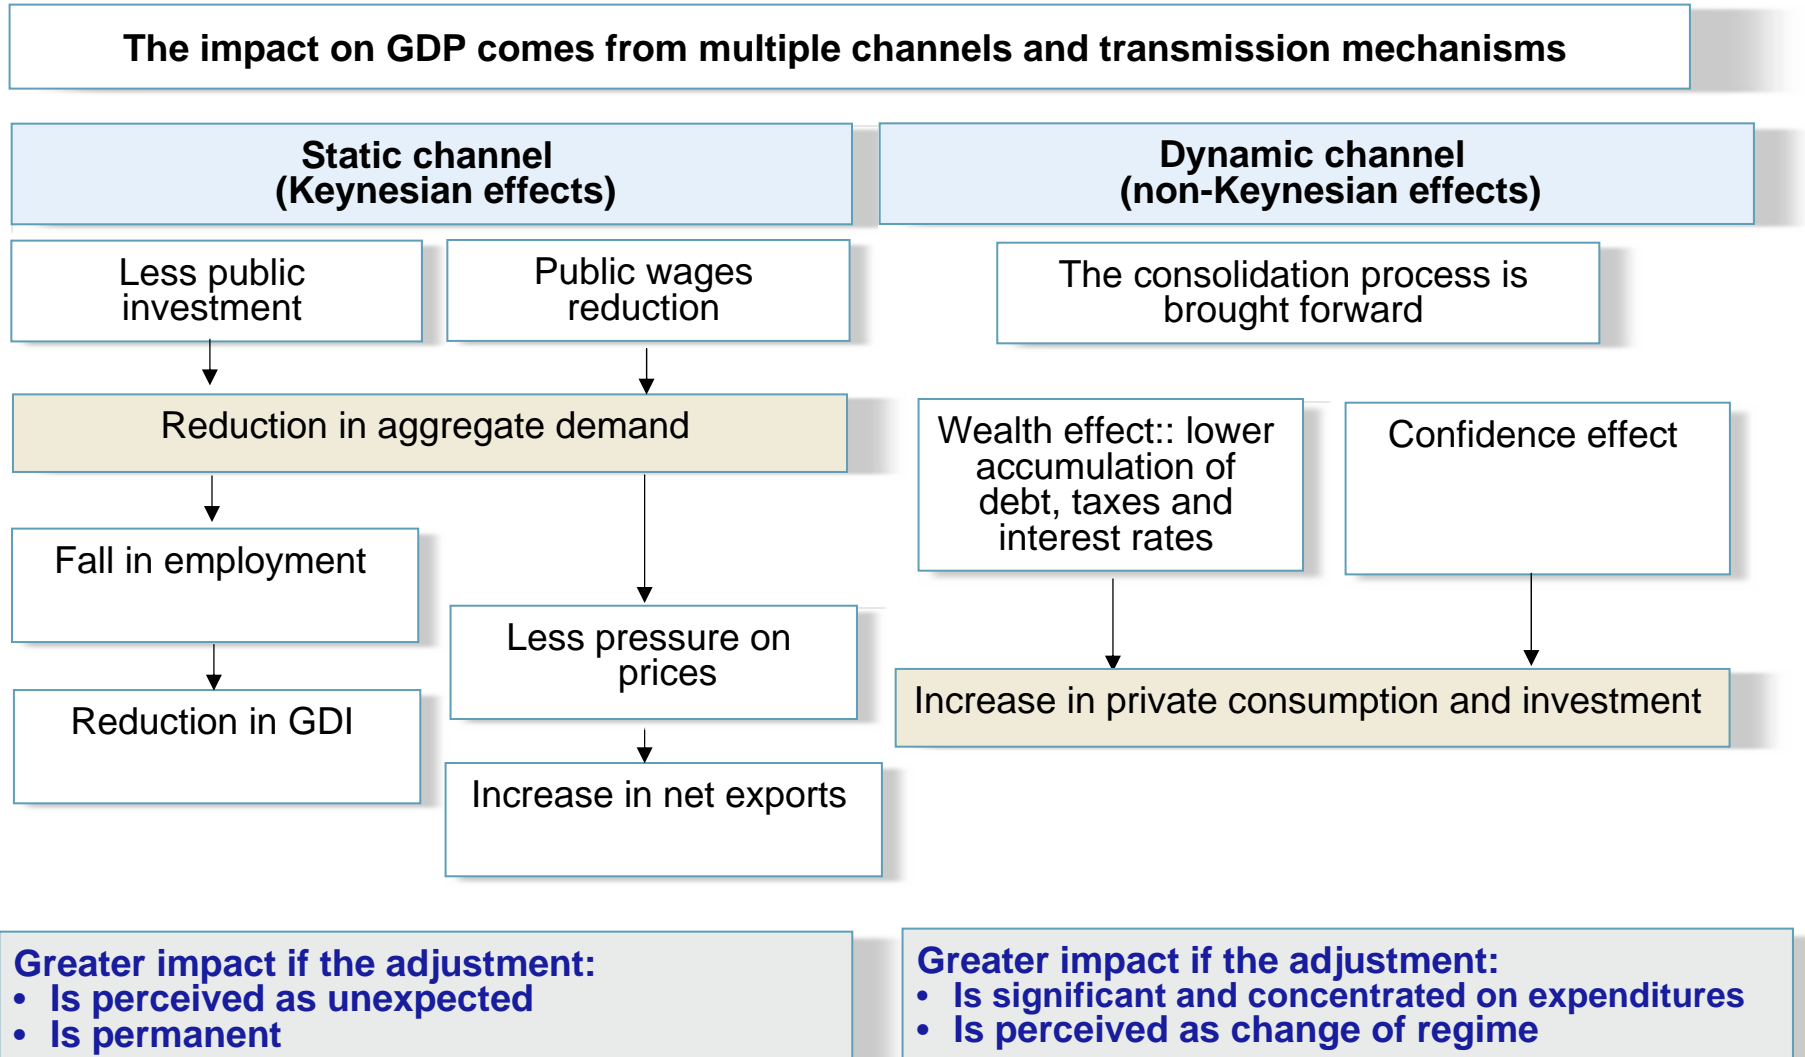 The impact on GDP comes from multiple channels and transmission mechanisms
Static channel
(Keynesian effects)
Dynamic channel
(non-Keynesian effects)
Less public
investment
Public wages
reduction
The consolidation process is
brought forward
Reduction in aggregate demand
Wealth effect:: lower
accumulation of
debt, taxes and
interest rates
Confidence effect
Fall in employment
Less pressure on
prices
Reduction in GDI
Increase in private consumption and investment
Increase in net exports
Greater impact if the adjustment:
• Is perceived as unexpected
• Is permanent
Greater impact if the adjustment:
• Is significant and concentrated on expenditures
• Is perceived as change of regime